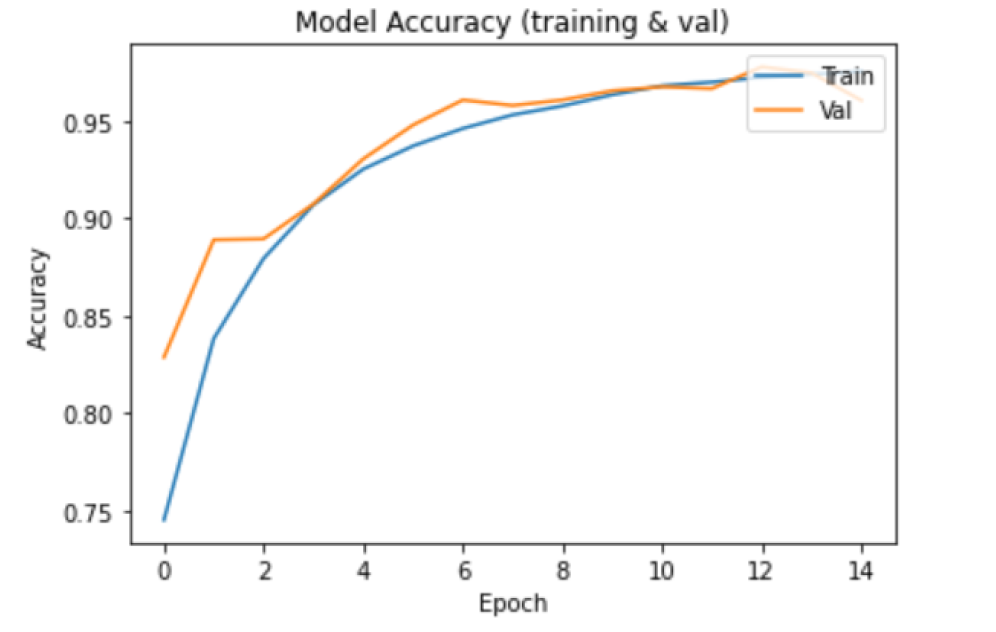 Model Accuracy (training & val)
Train
Val
0.95
0.90
0.85
0.80
0.75
Accuracy
0 2 4 6 8 10 12 14
Epoch